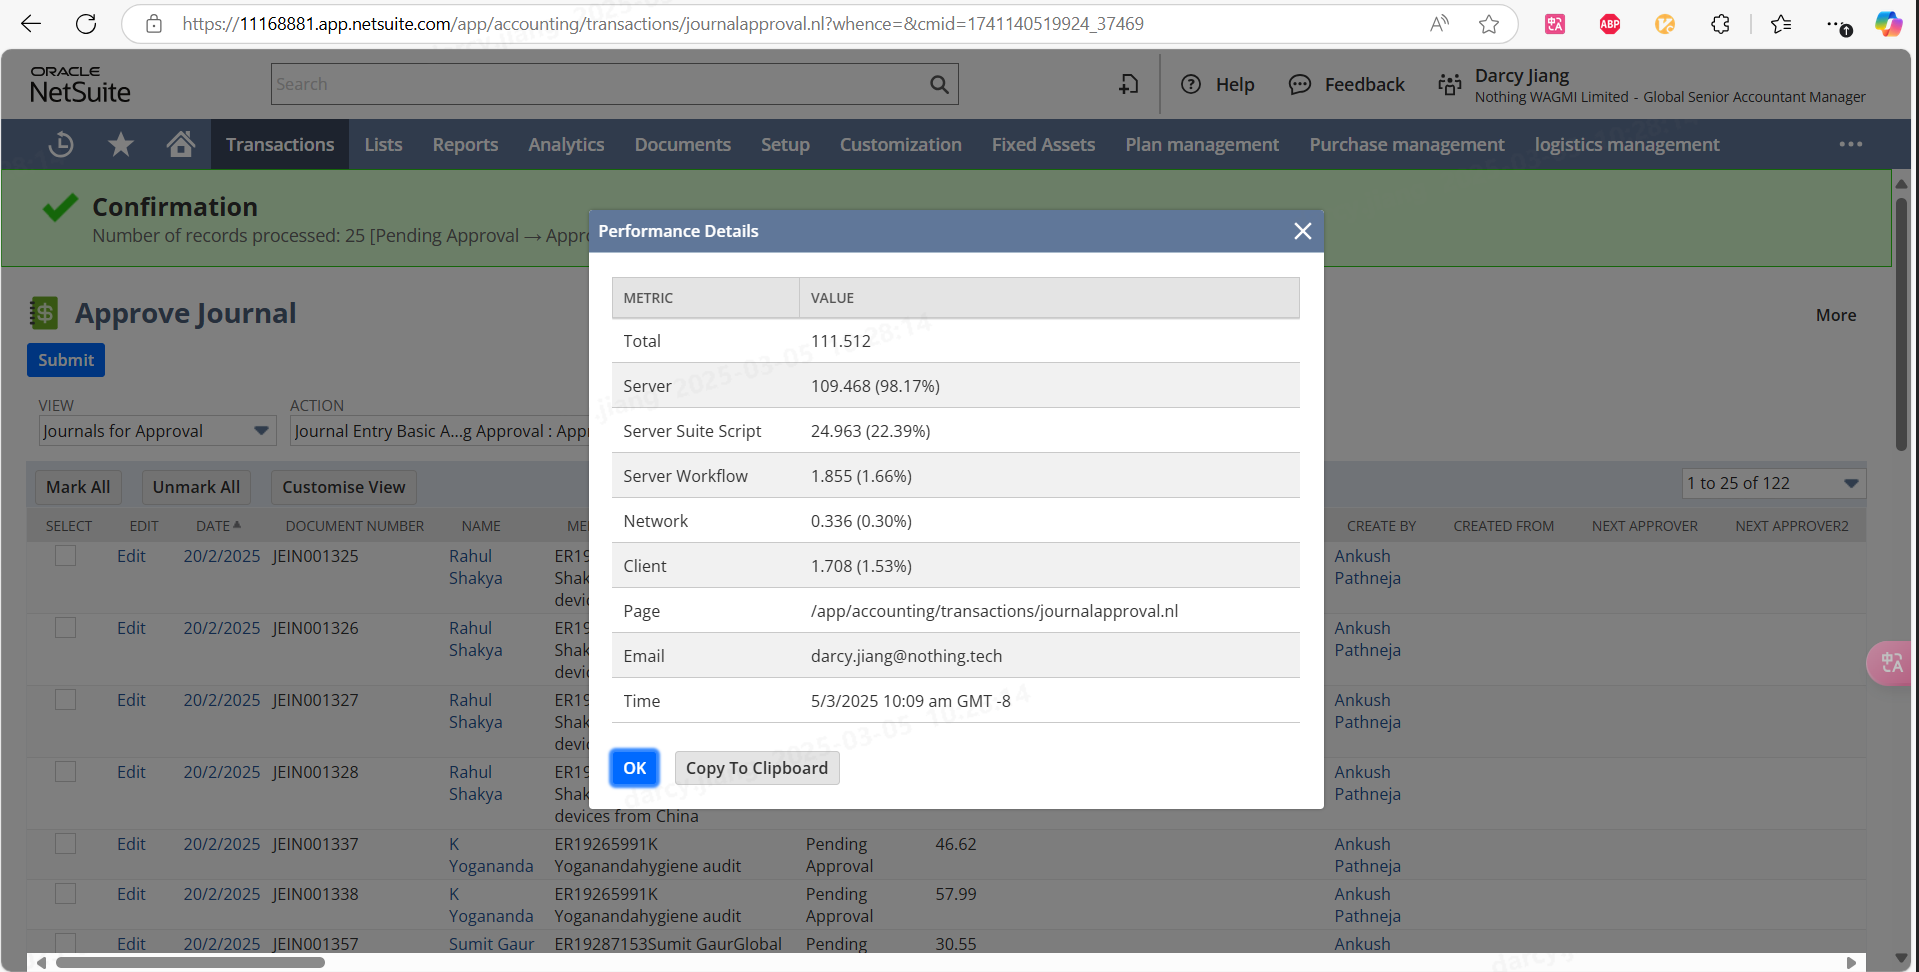 https://11168881.app.netsuite.com/app/accounting/transactions/journalapproval.nl?whence=&cmid=1741140519924_37469
ABP
ORACLE
NetSuite
Search
Help
Feedback
Darcy Jiang
Nothing WAGMI Limited - Global Senior Accountant Manager
Transactions Lists Reports Analytics Documents Setup Customization Fixed Assets Plan management Purchase management logistics management
Confirmation
Number of records processed: 25 [Pending Approval → Appr
Approve Journal
More
Submit
VIEW
ACTION
Journals for Approval
Journal Entry Basic A...g Approval : Appr
Mark All
Unmark All
Customise View
1 to 25 of 122
SELECT EDIT DATE DOCUMENT NUMBER NAME ME CREATE BY CREATED FROM NEXT APPROVER NEXT APPROVER2
Edit 20/2/2025 JEIN001325 Rahul ER19 Ankush
Shakya Shak Pathneja
devic
Edit 20/2/2025 JEIN001326 Rahul ER19 Ankush
Shakya Shak Pathneja
devic
Edit 20/2/2025 JEIN001327 Rahul ER19 Ankush
Shakya Shak Pathneja
devic
Edit 20/2/2025 JEIN001328 Rahul ER19 Ankush
Shakya Shak Pathneja
devices from China
Edit 20/2/2025 JEIN001337 K ER19265991K Pending 46.62 Ankush
Yogananda Yoganandahygiene audit Approval Pathneja
Edit 20/2/2025 JEIN001338 K ER19265991K Pending 57.99 Ankush
Yogananda Yoganandahygiene audit Approval Pathneja
Edit 20/2/2025 JEIN001357 Sumit Gaur ER19287153Sumit GaurGlobal Pending 30.55 Ankush
Performance Details
METRIC VALUE
Total 111.512
Server 109.468 (98.17%)
Server Suite Script 24.963 (22.39%)
Server Workflow 1.855 (1.66%)
Network 0.336 (0.30%)
Client 1.708 (1.53%)
Page /app/accounting/transactions/journalapproval.nl
Email darcy.jiang@nothing.tech
Time 5/3/2025 10:09 am GMT -8
OK
Copy To Clipboard